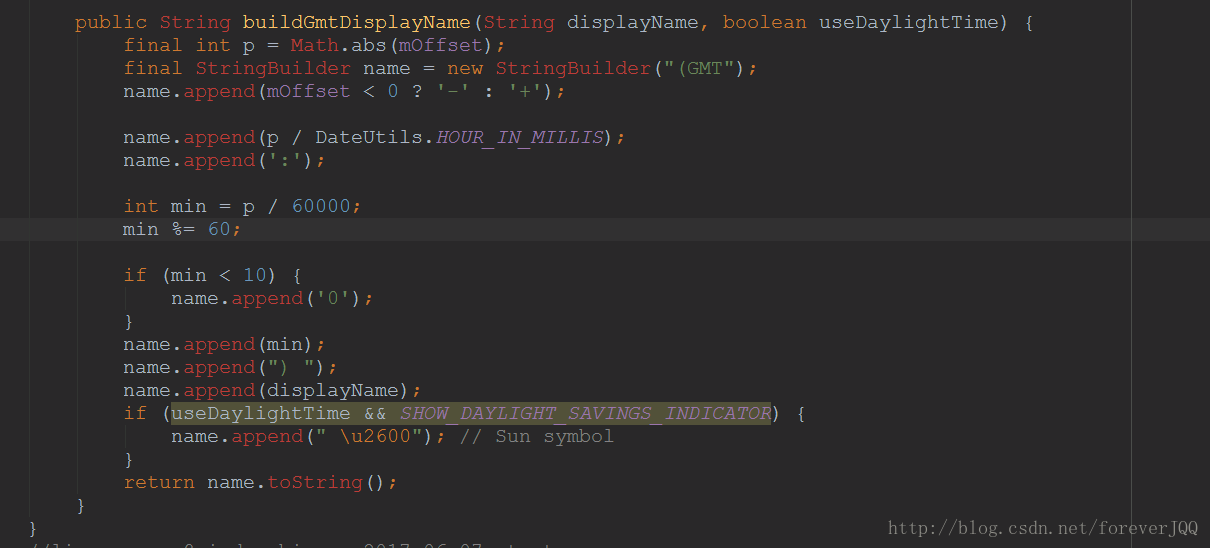 public String buildGmtDisplayName(String displayName, boolean useDaylightTime) {
final int p = Math.abs(mOffset);
final StringBuilder name = new StringBuilder("(GMT");
name.append(mOffset < 0 ? '-' : '+');
name.append(p / DateUtils.HOUR_IN_MILLIS);
name.append(':');
int min = p / 60000;
min %= 60;
if (min < 10) {
name.append('0');
}
name.append(min);
name.append(") ");
name.append(displayName);
if (useDaylightTime && SHOW_DAYLIGHT_SAVINGS_INDICATOR) {
name.append(" \u2600"); // Sun symbol
}
return name.toString();
}
}
http://blog.csdn.net/foreverJQQ